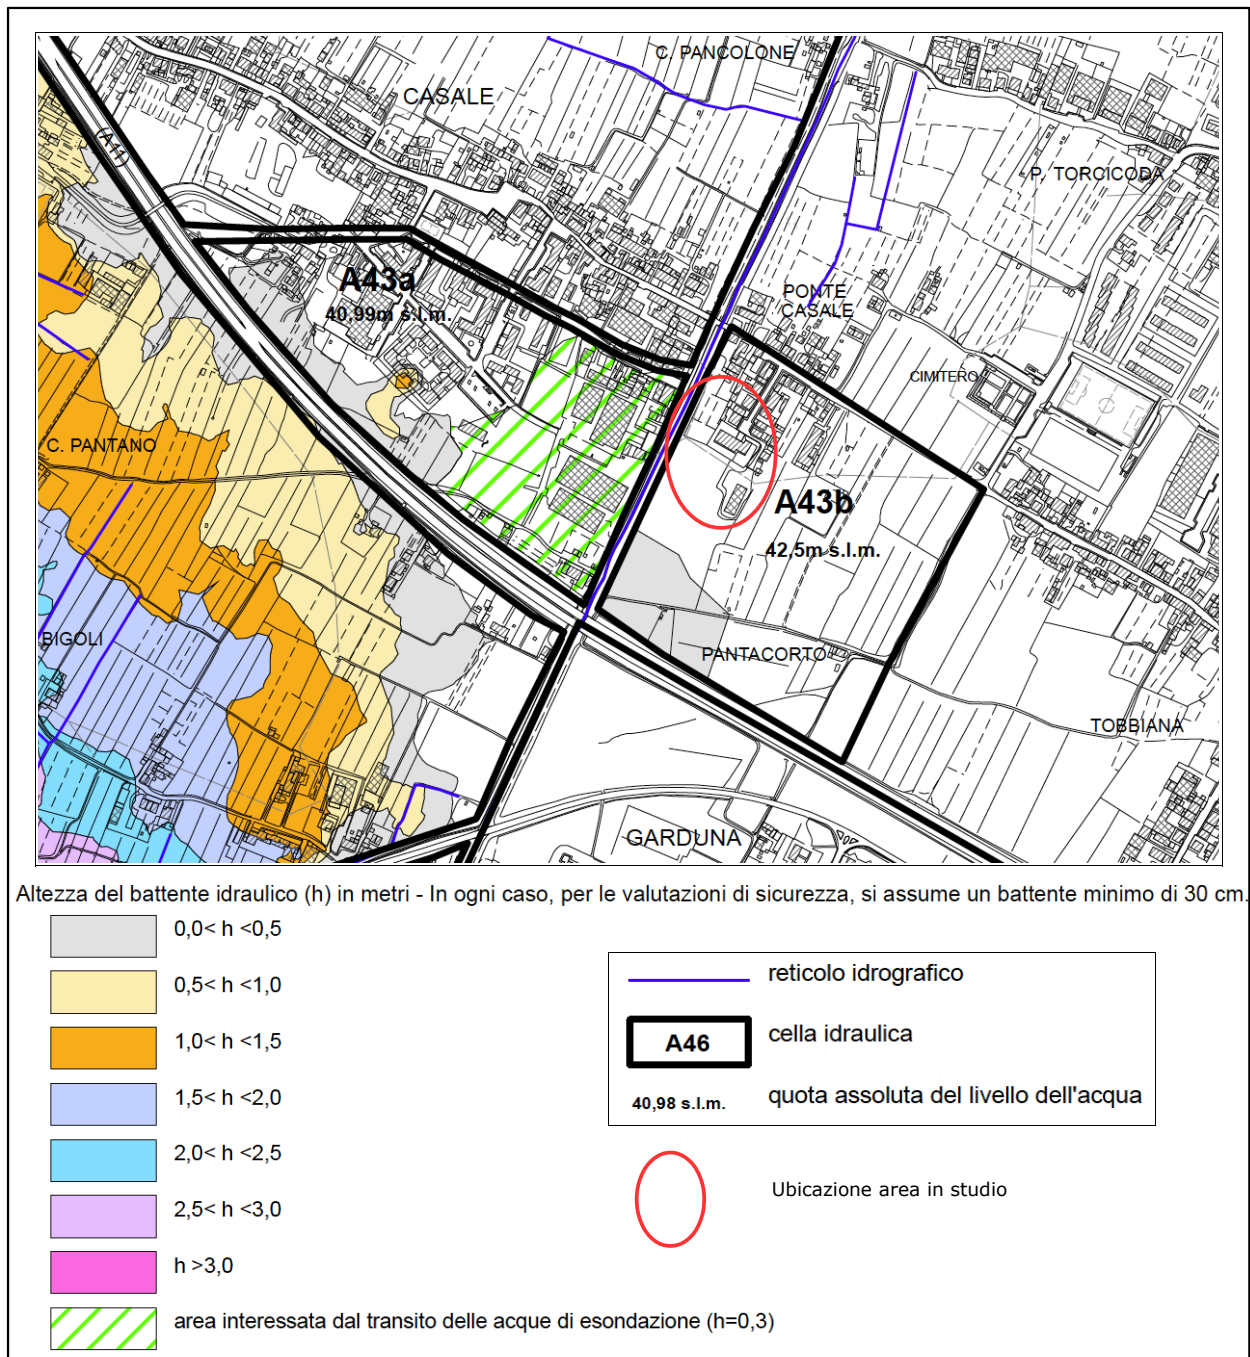 C. PANCOLONE
CASALE
(A11)
P. TORCICODA
A43a
40,99m s.l.m.
PONTE
CASALE
CIMITERO
C. PANTANO
A43b
42,5m s.l.m.
BIGOLI
PANTACORTO
TOBBIANA
GARDUNA
Altezza del battente idraulico (h) in metri - In ogni caso, per le valutazioni di sicurezza, si assume un battente minimo di 30 cm.
0,0< h <0,5
0,5< h <1,0
1,0< h <1,5
1,5< h <2,0
2,0< h <2,5
2,5< h <3,0
h >3,0
area interessata dal transito delle acque di esondazione (h=0,3)
reticolo idrografico
A46
cella idraulica
40,98 s.l.m.
quota assoluta del livello dell'acqua
Ubicazione area in studio